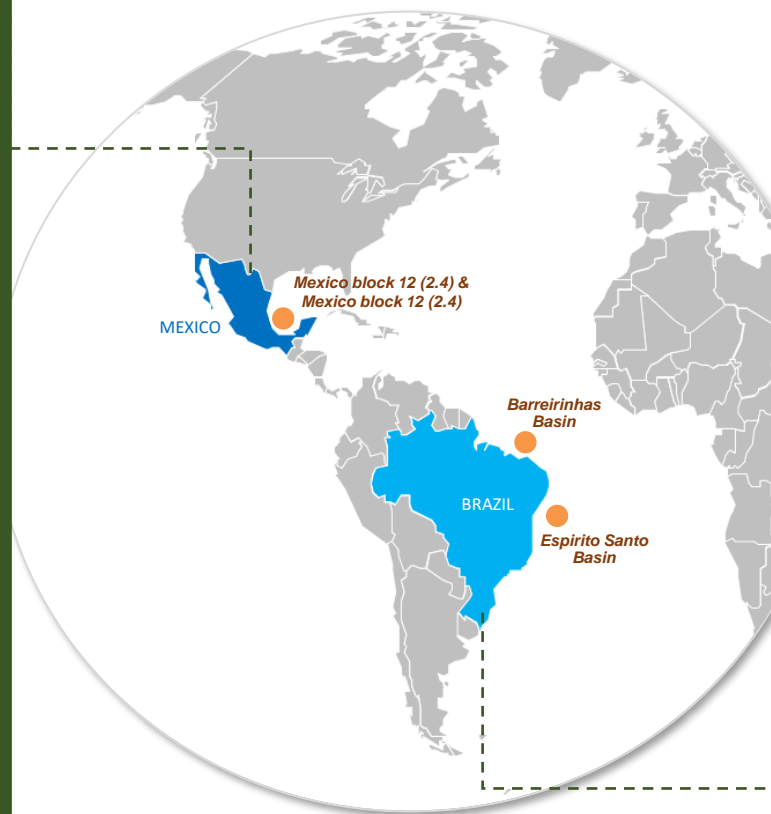 Mexico block 12 (2.4) &
Mexico block 12 (2.4)
MEXICO
Barreirinhas
Basin
BRAZIL
Espirito Santo
Basin